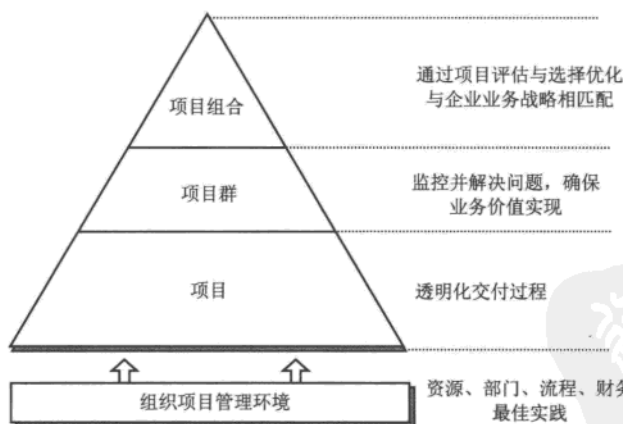 通过项目评估与选择优化
与企业业务战略相匹配
项目组合
监控并解决问题，确保
业务价值实现
项目群
项目
透明化交付过程
组织项目管理环境
资源、部门、流程、财务
最佳实践